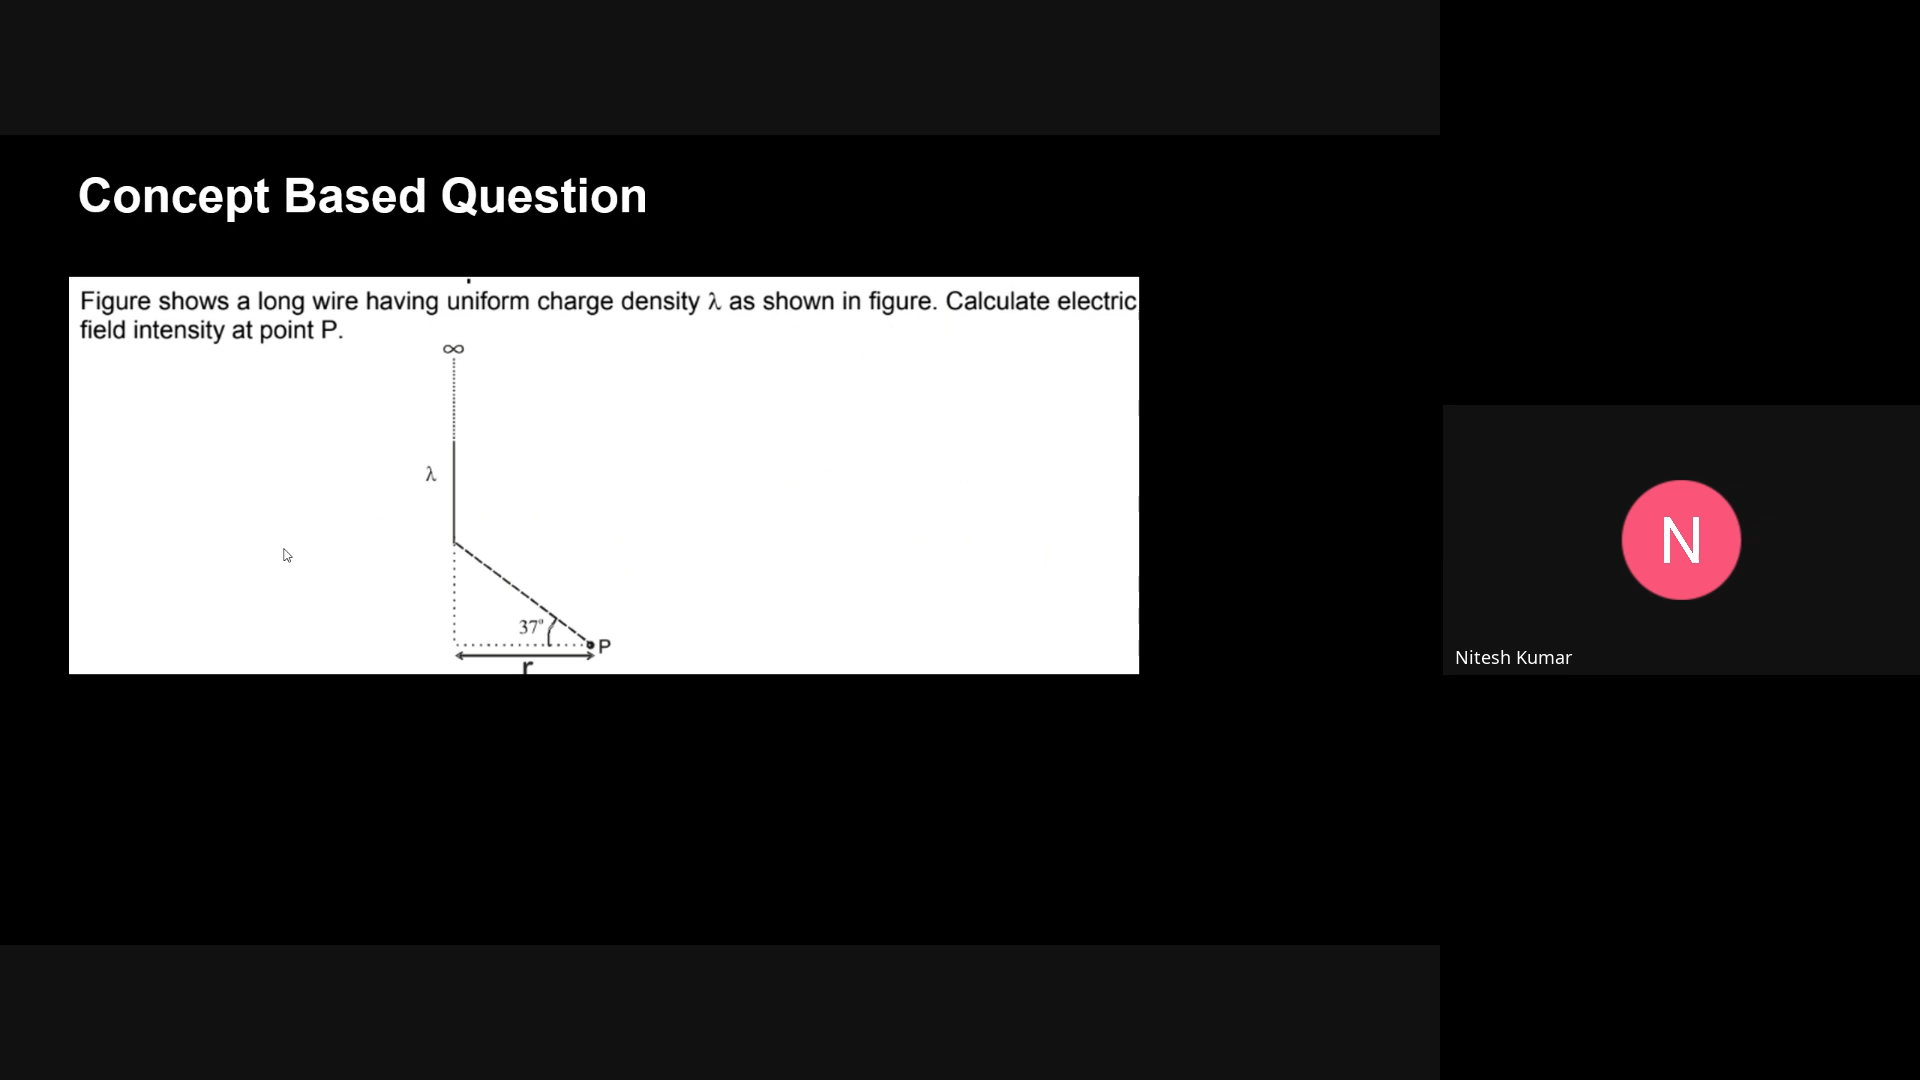 Concept Based Question
Figure shows a long wire having uniform charge density λ as shown in figure. Calculate electric
field intensity at point P.
∞
λ
37°
P
r
N
Nitesh Kumar